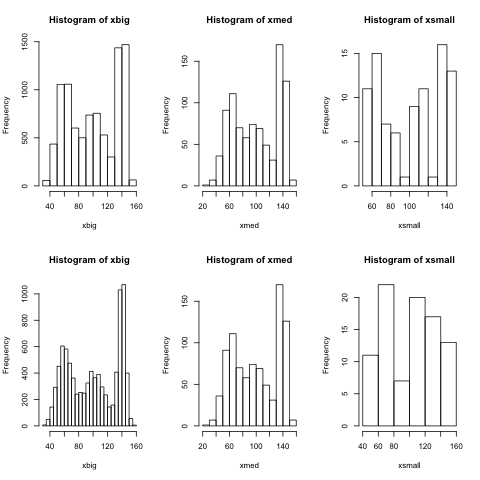 Histogram of xbig
Frequency
0 500 1000 1500
40 80 120 160
xbig
Histogram of xmed
Frequency
0 50 100 150
20 60 100 140
xmed
Histogram of xsmall
Frequency
0 5 10 15
60 80 100 140
xsmall
Histogram of xbig
Frequency
0 200 400 600 800 1000
40 80 120 160
xbig
Histogram of xmed
Frequency
0 50 100 150
20 60 100 140
xmed
Histogram of xsmall
Frequency
0 5 10 15 20
40 60 80 120 160
xsmall